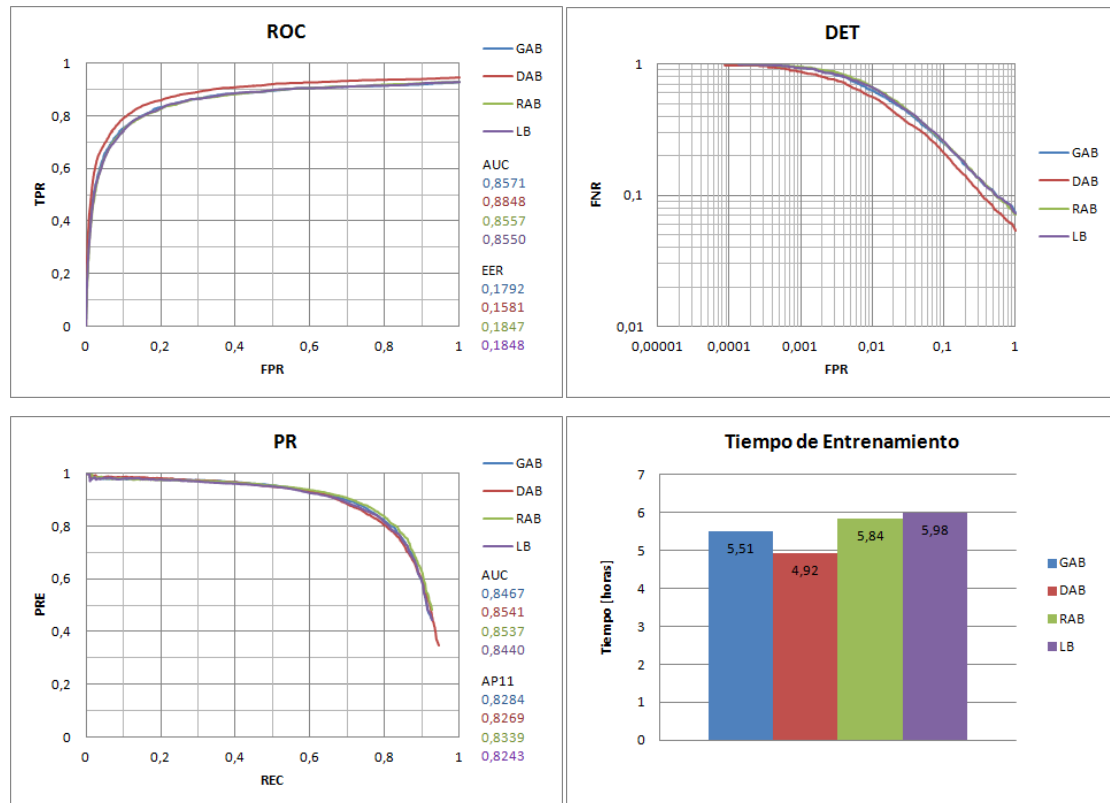 ROC
TPR
1
0,8
0,6
0,4
0,2
0
0 0,2 0,4 0,6 0,8 1
FPR
GAB
DAB
RAB
LB
AUC
0,8571
0,8848
0,8557
0,8550
EER
0,1792
0,1581
0,1847
0,1848
DET
FNR
1
0,1
0,01
0,00001 0,0001 0,001 0,01 0,1 1
FPR
GAB
DAB
RAB
LB
PR
PRE
1
0,8
0,6
0,4
0,2
0
0 0,2 0,4 0,6 0,8 1
REC
GAB
DAB
RAB
LB
AUC
0,8467
0,8541
0,8537
0,8440
AP11
0,8284
0,8269
0,8339
0,8243
Tiempo de Entrenamiento
Tiempo [horas]
7
6
5
4
3
2
1
0
5,51
4,92
5,84
5,98
GAB
DAB
RAB
LB